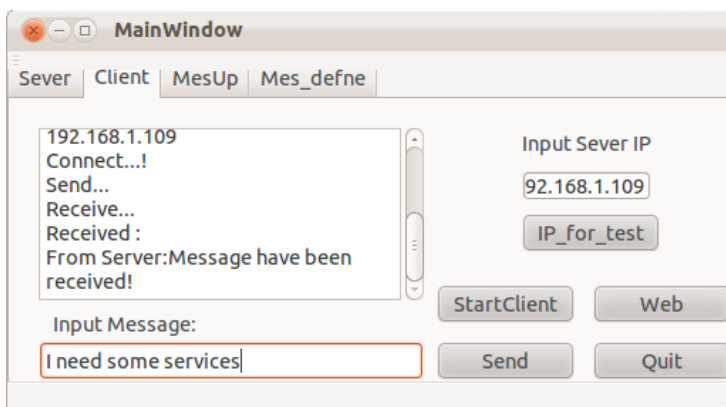 MainWindow
Sever Client MesUp Mes_defne
192.168.1.109
Connect...!
Send...
Receive...
Received :
From Server:Message have been
received!
Input Sever IP
92.168.1.109
IP_for_test
StartClient Web
Input Message:
I need some services
Send Quit